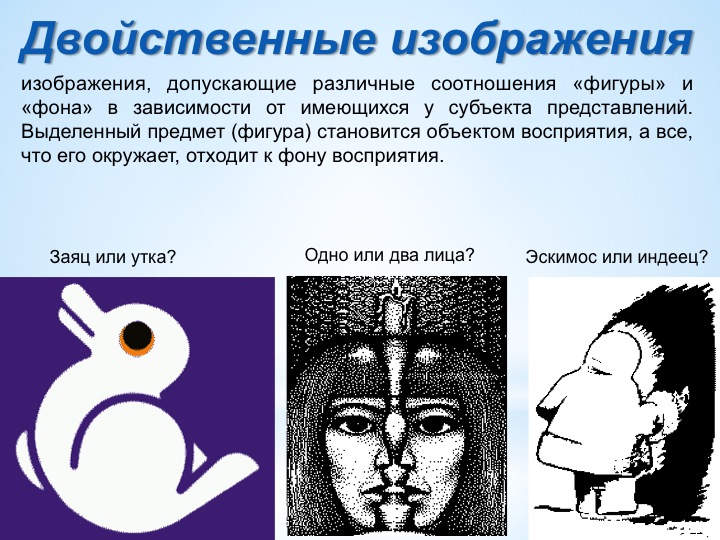 Двойственные изображения
изображения, допускающие различные соотношения «фигуры» и
«фона» в зависимости от имеющихся у субъекта представлений.
Выделенный предмет (фигура) становится объектом восприятия, а все,
что его окружает, отходит к фону восприятия.
Заяц или утка?
Одно или два лица?
Эскимос или индеец?